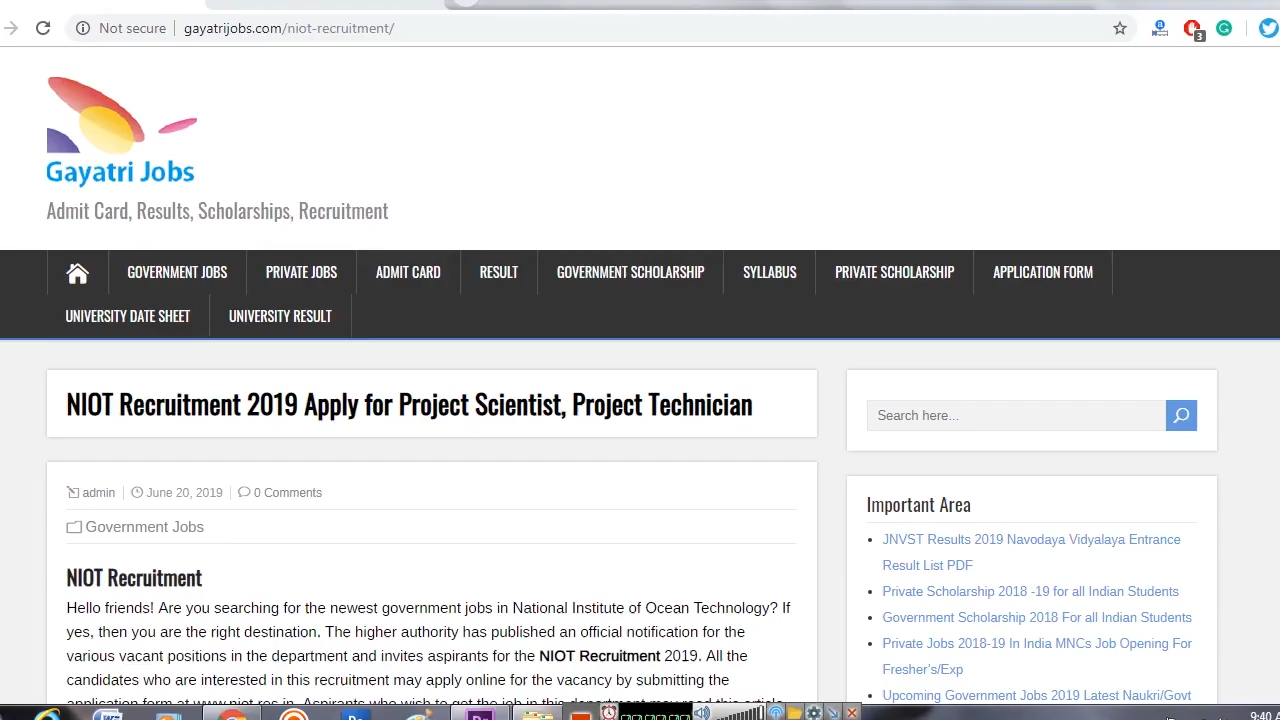 Not secure
gayatrijobs.com/niot-recruitment/
3
Gayatri Jobs
Admit Card, Results, Scholarships, Recruitment
GOVERNMENT JOBS PRIVATE JOBS ADMIT CARD RESULT GOVERNMENT SCHOLARSHIP SYLLABUS PRIVATE SCHOLARSHIP APPLICATION FORM
UNIVERSITY DATE SHEET UNIVERSITY RESULT
NIOT Recruitment 2019 Apply for Project Scientist, Project Technician
admin June 20, 2019 0 Comments
Government Jobs
NIOT Recruitment
Hello friends! Are you searching for the newest government jobs in National Institute of Ocean Technology? If
yes, then you are the right destination. The higher authority has published an official notification for the
various vacant positions in the department and invites aspirants for the NIOT Recruitment 2019. All the
candidates who are interested in this recruitment may apply online for the vacancy by submitting the
Search here...
Important Area
JNVST Results 2019 Navodaya Vidyalaya Entrance
Result List PDF
Private Scholarship 2018 -19 for all Indian Students
Government Scholarship 2018 For all Indian Students
Private Jobs 2018-19 In India MNCs Job Opening For
Fresher's/Exp
Upcoming Government Jobs 2019 Latest Naukri/Govt